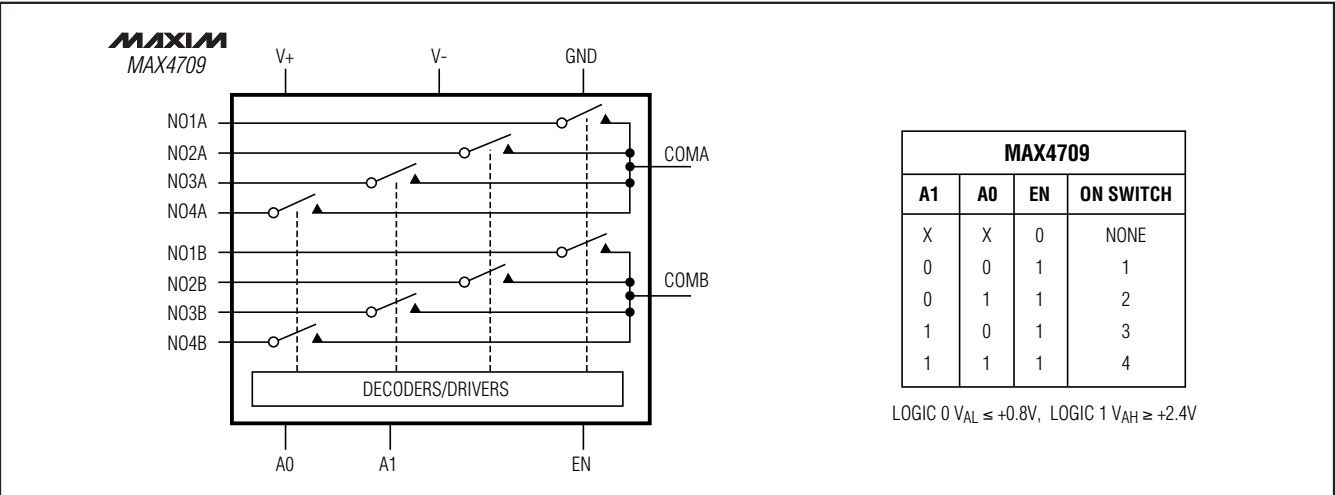 MAXIM
MAX4709
V+
V-
GND
NO1A
NO2A
NO3A
NO4A
NO1B
NO2B
NO3B
NO4B
COMA
COMB
DECODERS/DRIVERS
A0
A1
EN
MAX4709
A1 A0 EN ON SWITCH
X X 0 NONE
0 0 1 1
0 1 1 2
1 0 1 3
1 1 1 4
LOGIC 0 VAL ≤ +0.8V, LOGIC 1 VAH ≥ +2.4V